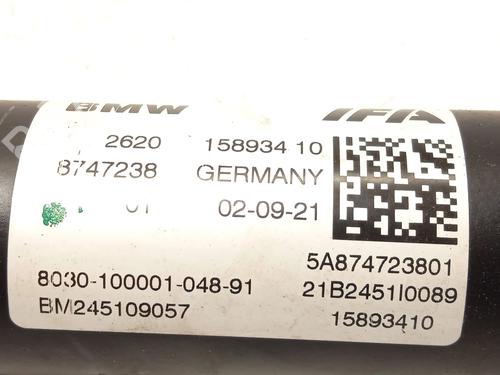 BMW IFA
2620 158934 10
8747238 GERMANY
01 02-09-21
5A874723801
8030-100001-048-91 21B2451I0089
BM245109057 15893410